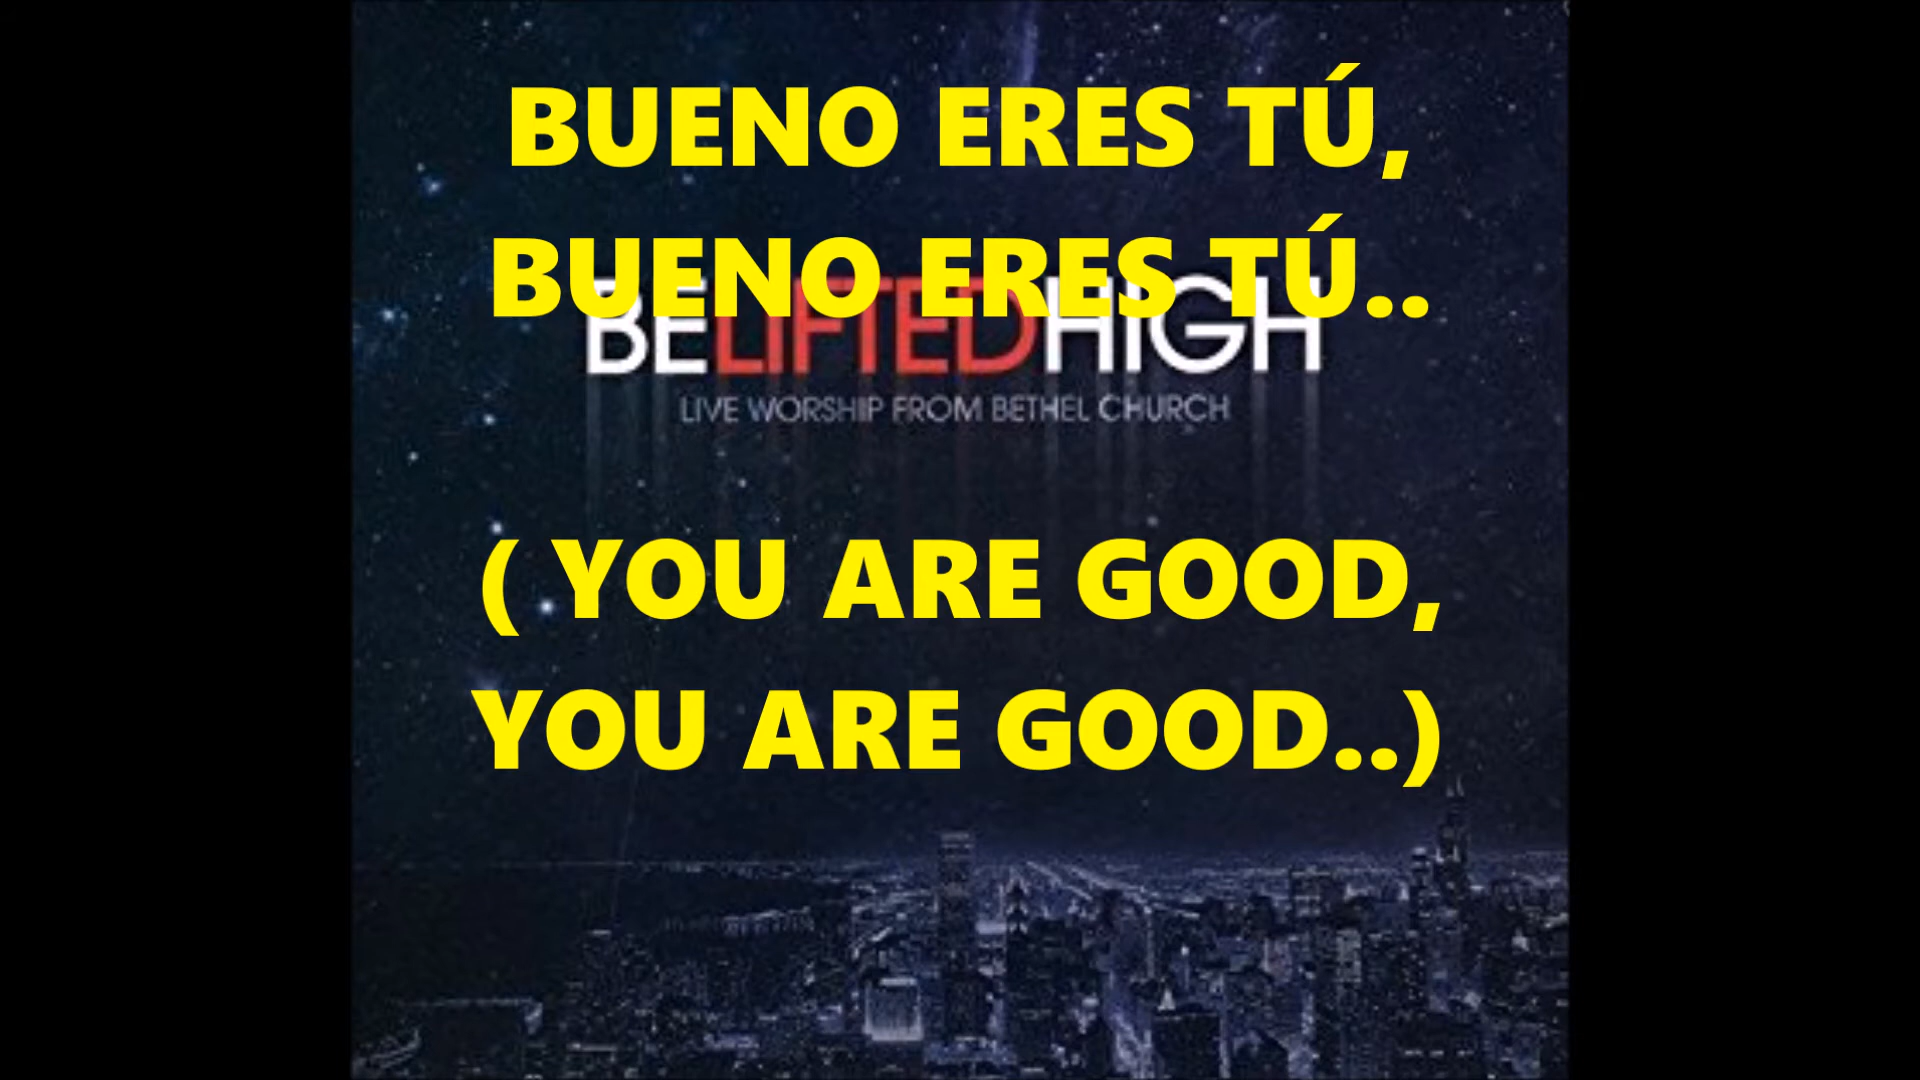 BUENO ERES TÚ,
BUENO ERES TÚ..
BELIFTEDHIGH
LIVE WORSHIP FROM BETHEL CHURCH
( YOU ARE GOOD,
YOU ARE GOOD..)